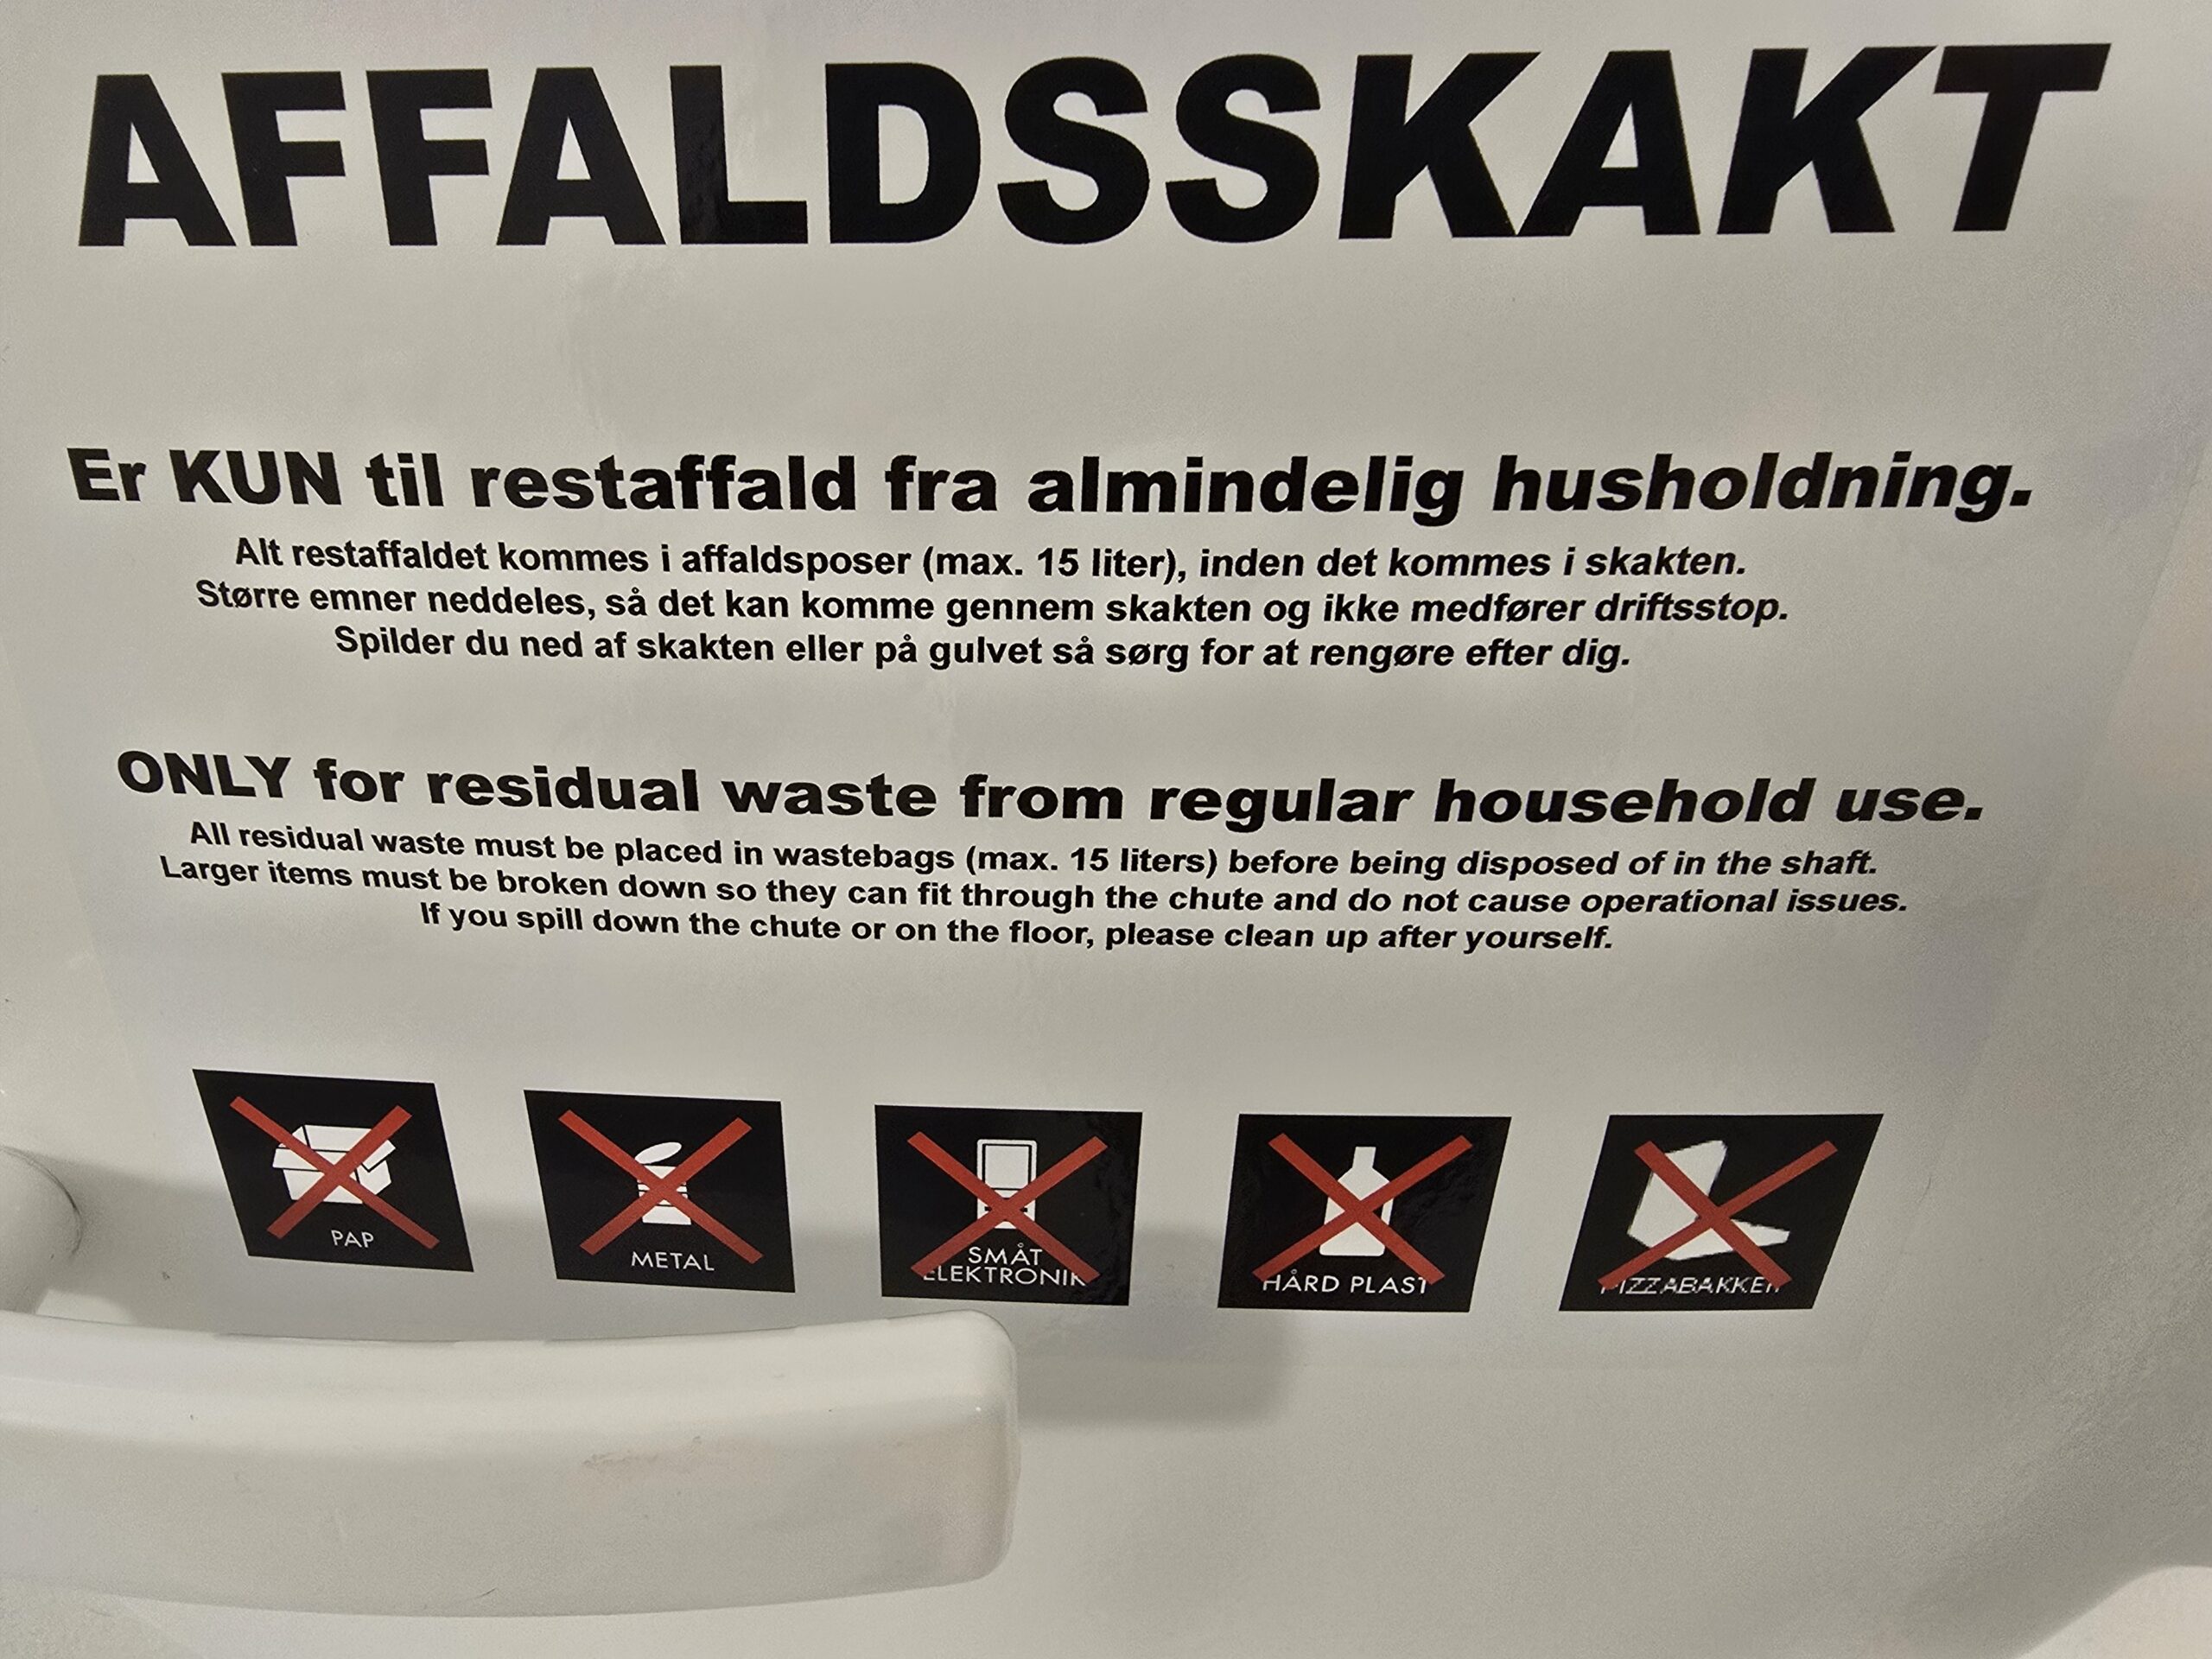 AFFALDSSKAKT
Er KUN til restaffald fra almindelig husholdning.
Alt restaffaldet kommes i affaldsposer (max. 15 liter), inden det kommes i skakten.
Større emner neddeles, så det kan komme gennem skakten og ikke medfører driftsstop.
Spilder du ned af skakten eller på gulvet så sørg for at rengøre efter dig.
ONLY for residual waste from regular household use.
All residual waste must be placed in wastebags (max. 15 liters) before being disposed of in the shaft.
Larger items must be broken down so they can fit through the chute and do not cause operational issues.
If you spill down the chute or on the floor, please clean up after yourself.
PAP
METAL
SMÅT
ELEKTRONIK
HÅRD PLAST
PIZZABAKKER